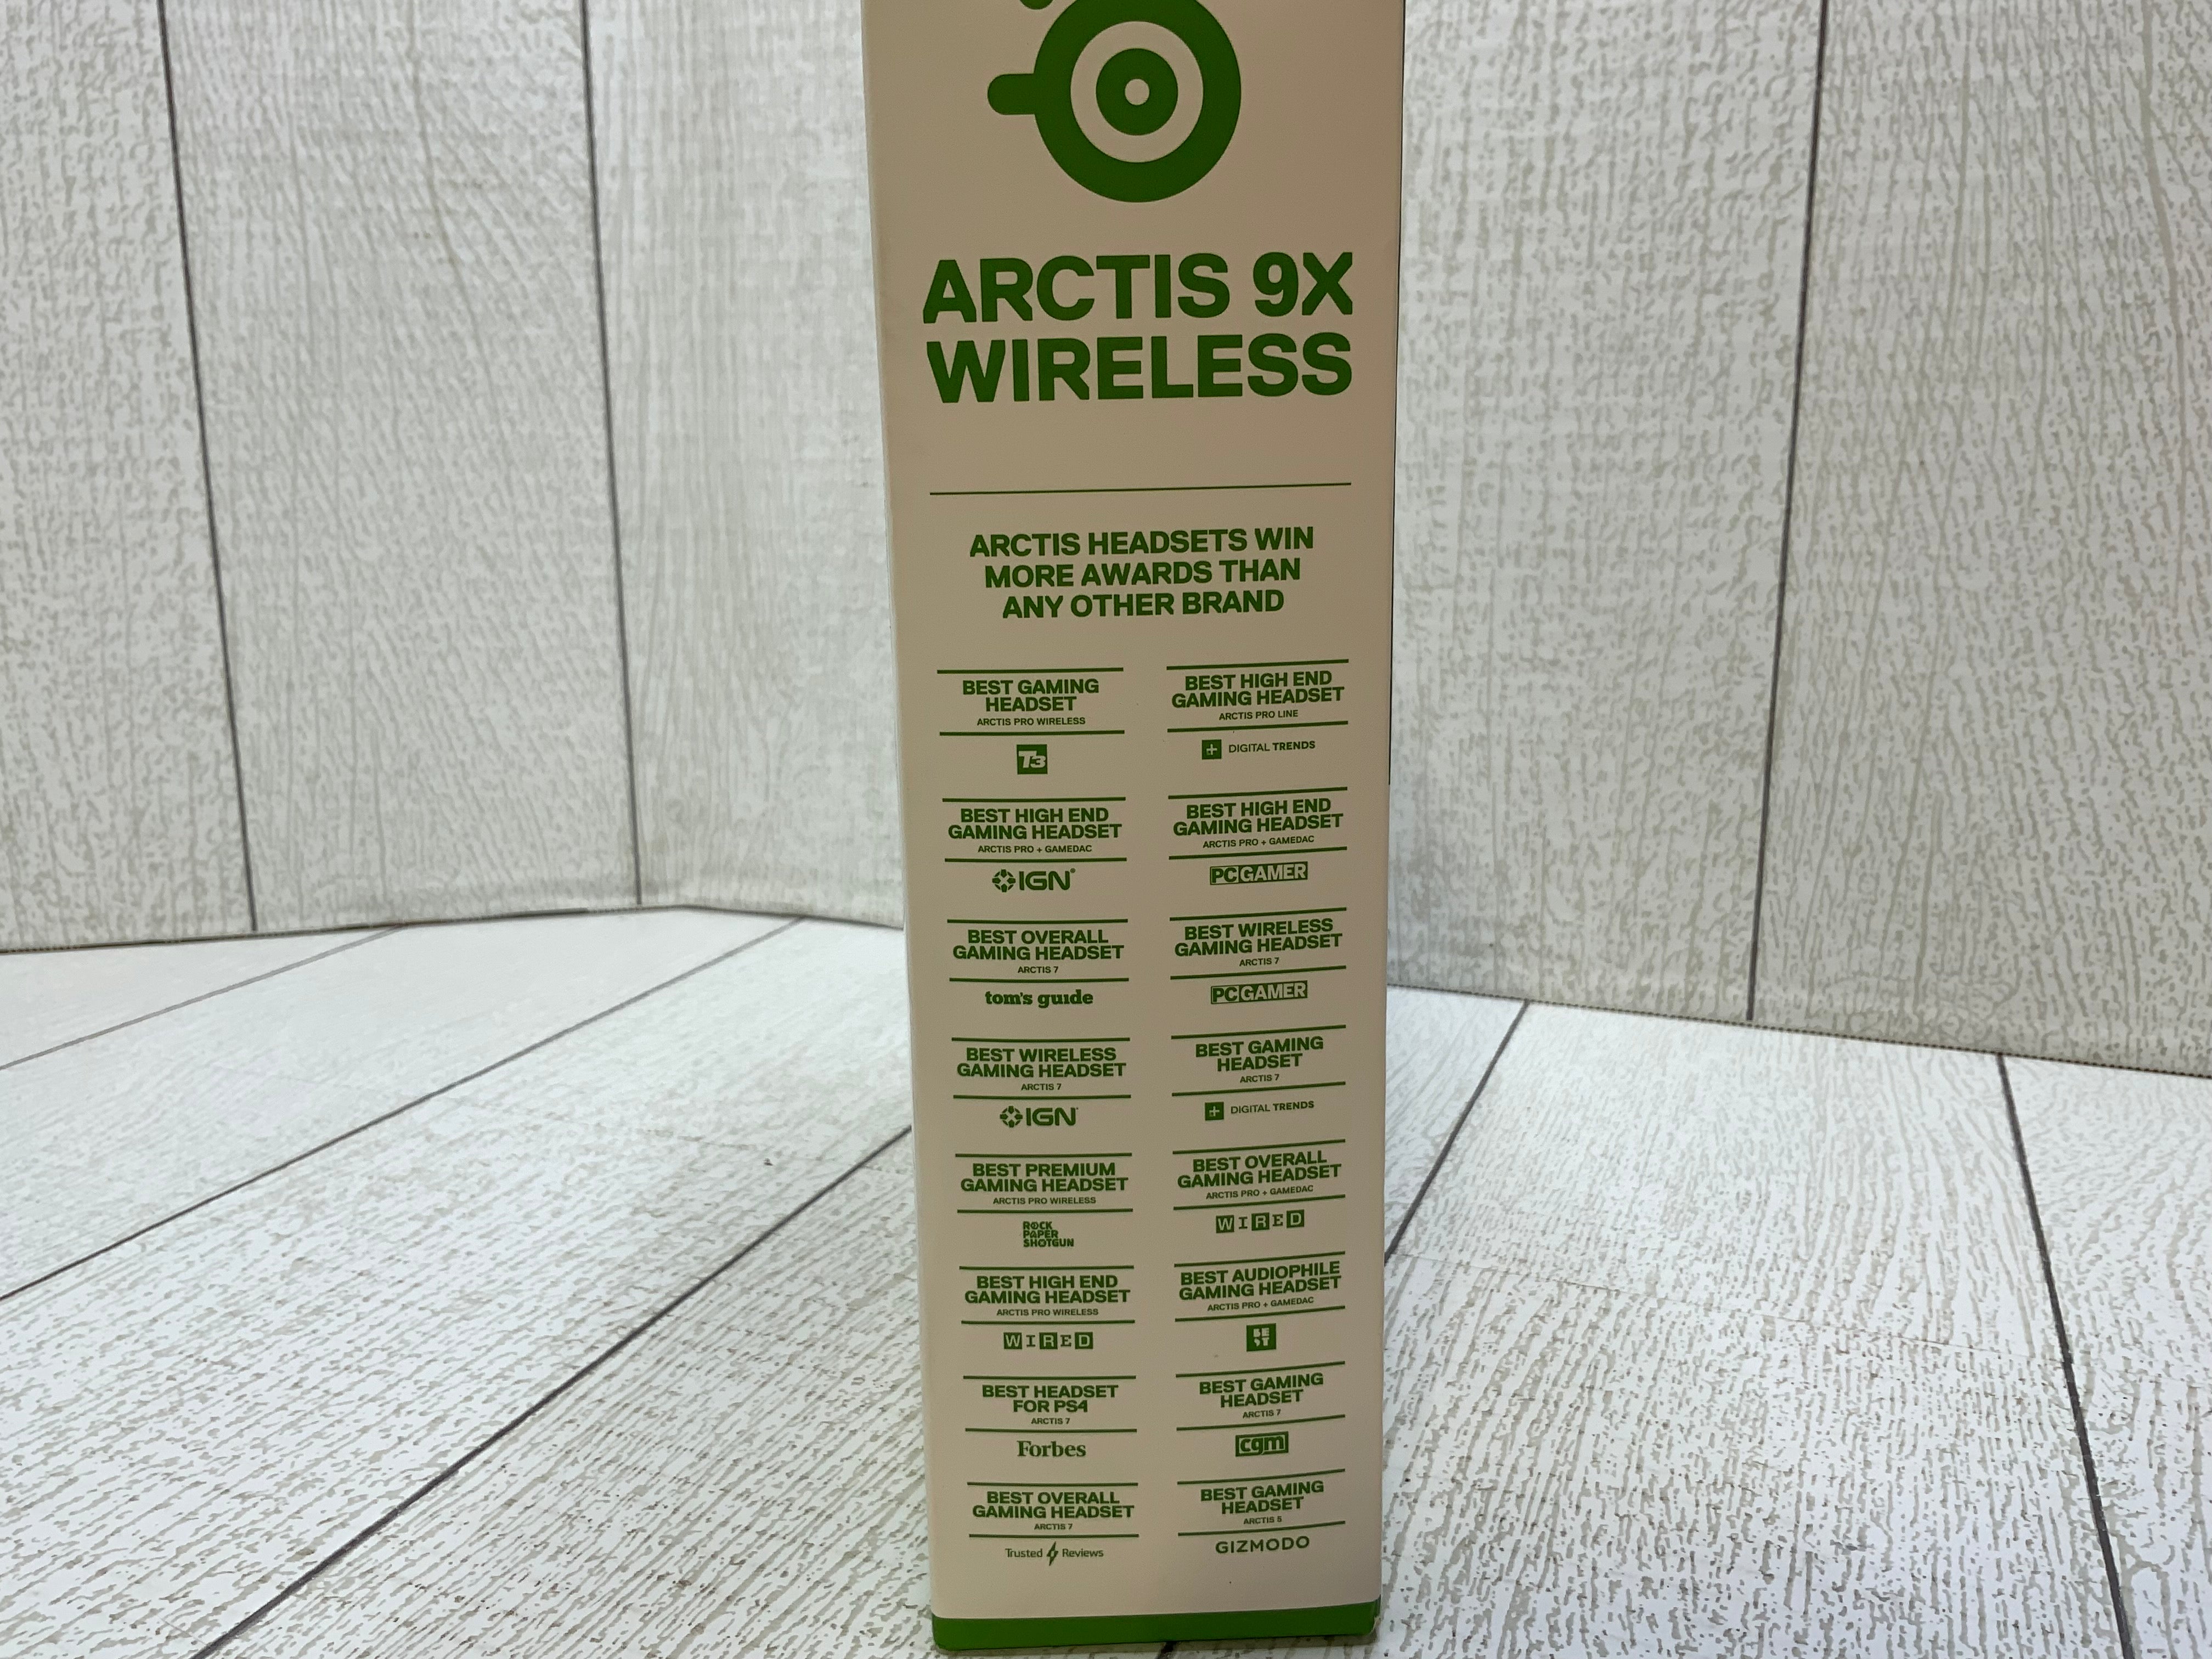 ARCTIS 9X
WIRELESS
ARCTIS HEADSETS WIN
MORE AWARDS THAN
ANY OTHER BRAND
BEST GAMING
HEADSET
ARCTIS PRO WIRELESS
T3
BEST HIGH END
GAMING HEADSET
ARCTIS PRO LINE
DIGITAL TRENDS
BEST HIGH END
GAMING HEADSET
ARCTIS PRO + GAMEDAC
IGN
BEST HIGH END
GAMING HEADSET
ARCTIS PRO + GAMEDAC
PCGAMER
BEST OVERALL
GAMING HEADSET
ARCTIS 7
tom's guide
BEST WIRELESS
GAMING HEADSET
ARCTIS 7
PCGAMER
BEST WIRELESS
GAMING HEADSET
ARCTIS 7
IGN
BEST GAMING
HEADSET
ARCTIS 7
DIGITAL TRENDS
BEST PREMIUM
GAMING HEADSET
ARCTIS PRO WIRELESS
ROCK
PAPER
SHOTGUN
BEST OVERALL
GAMING HEADSET
ARCTIS PRO + GAMEDAC
WIRED
BEST HIGH END
GAMING HEADSET
ARCTIS PRO WIRELESS
WIRED
BEST AUDIOPHILE
GAMING HEADSET
ARCTIS PRO + GAMEDAC
BE
ST
BEST HEADSET
FOR PS4
ARCTIS 7
Forbes
BEST GAMING
HEADSET
ARCTIS 7
cgm
BEST OVERALL
GAMING HEADSET
ARCTIS 7
Trusted Reviews
BEST GAMING
HEADSET
ARCTIS 5
GIZMODO